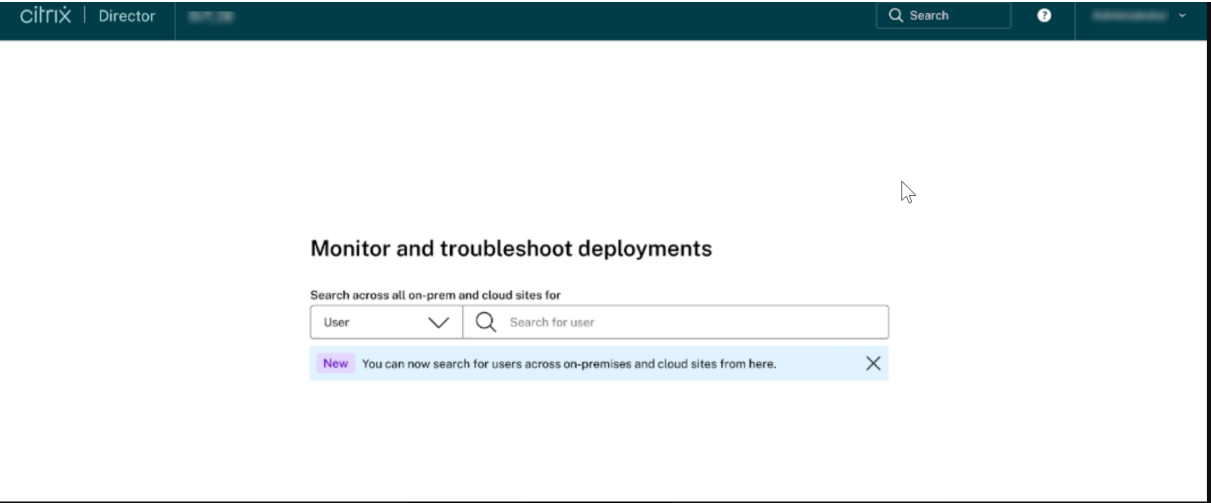 citrix | Director
Search
?
Monitor and troubleshoot deployments
Search across all on-prem and cloud sites for
User
Search for user
New You can now search for users across on-premises and cloud sites from here.